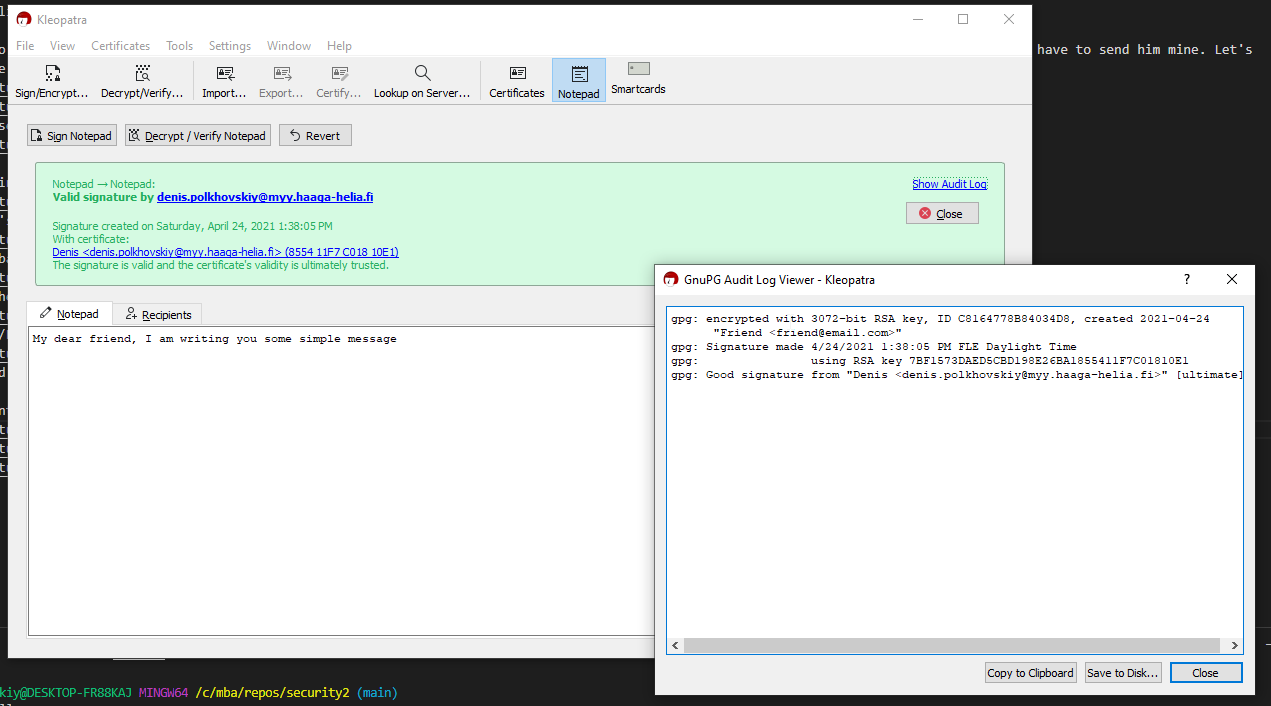 Kleopatra
File View Certificates Tools Settings Window Help
have to send him mine. Let's
Sign/Encrypt... Decrypt/Verify... Import... Export... Certify... Lookup on Server... Certificates Notepad Smartcards
Sign Notepad Decrypt / Verify Notepad Revert
Notepad → Notepad:
Valid signature by denis.polkhovskiy@myy.haaga-helia.fi
Show Audit Log
Close
Signature created on Saturday, April 24, 2021 1:38:05 PM
With certificate:
Denis <denis.polkhovskiy@myy.haaga-helia.fi> (8554 11F7 C018 10E1)
The signature is valid and the certificate's validity is ultimately trusted.
Notepad Recipients
My dear friend, I am writing you some simple message
GnuPG Audit Log Viewer - Kleopatra
?
gpg: encrypted with 3072-bit RSA key, ID C8164778B84034D8, created 2021-04-24
"Friend <friend@email.com>"
gpg: Signature made 4/24/2021 1:38:05 PM FLE Daylight Time
gpg: using RSA key 7BF1573DAED5CBD198E26BA1855411F7C01810E1
gpg: Good signature from "Denis <denis.polkhovskiy@myy.haaga-helia.fi>" [ultimate]
Copy to Clipboard Save to Disk... Close
kiy@DESKTOP-FR88KAJ MINGW64 /c/mba/repos/security2 (main)